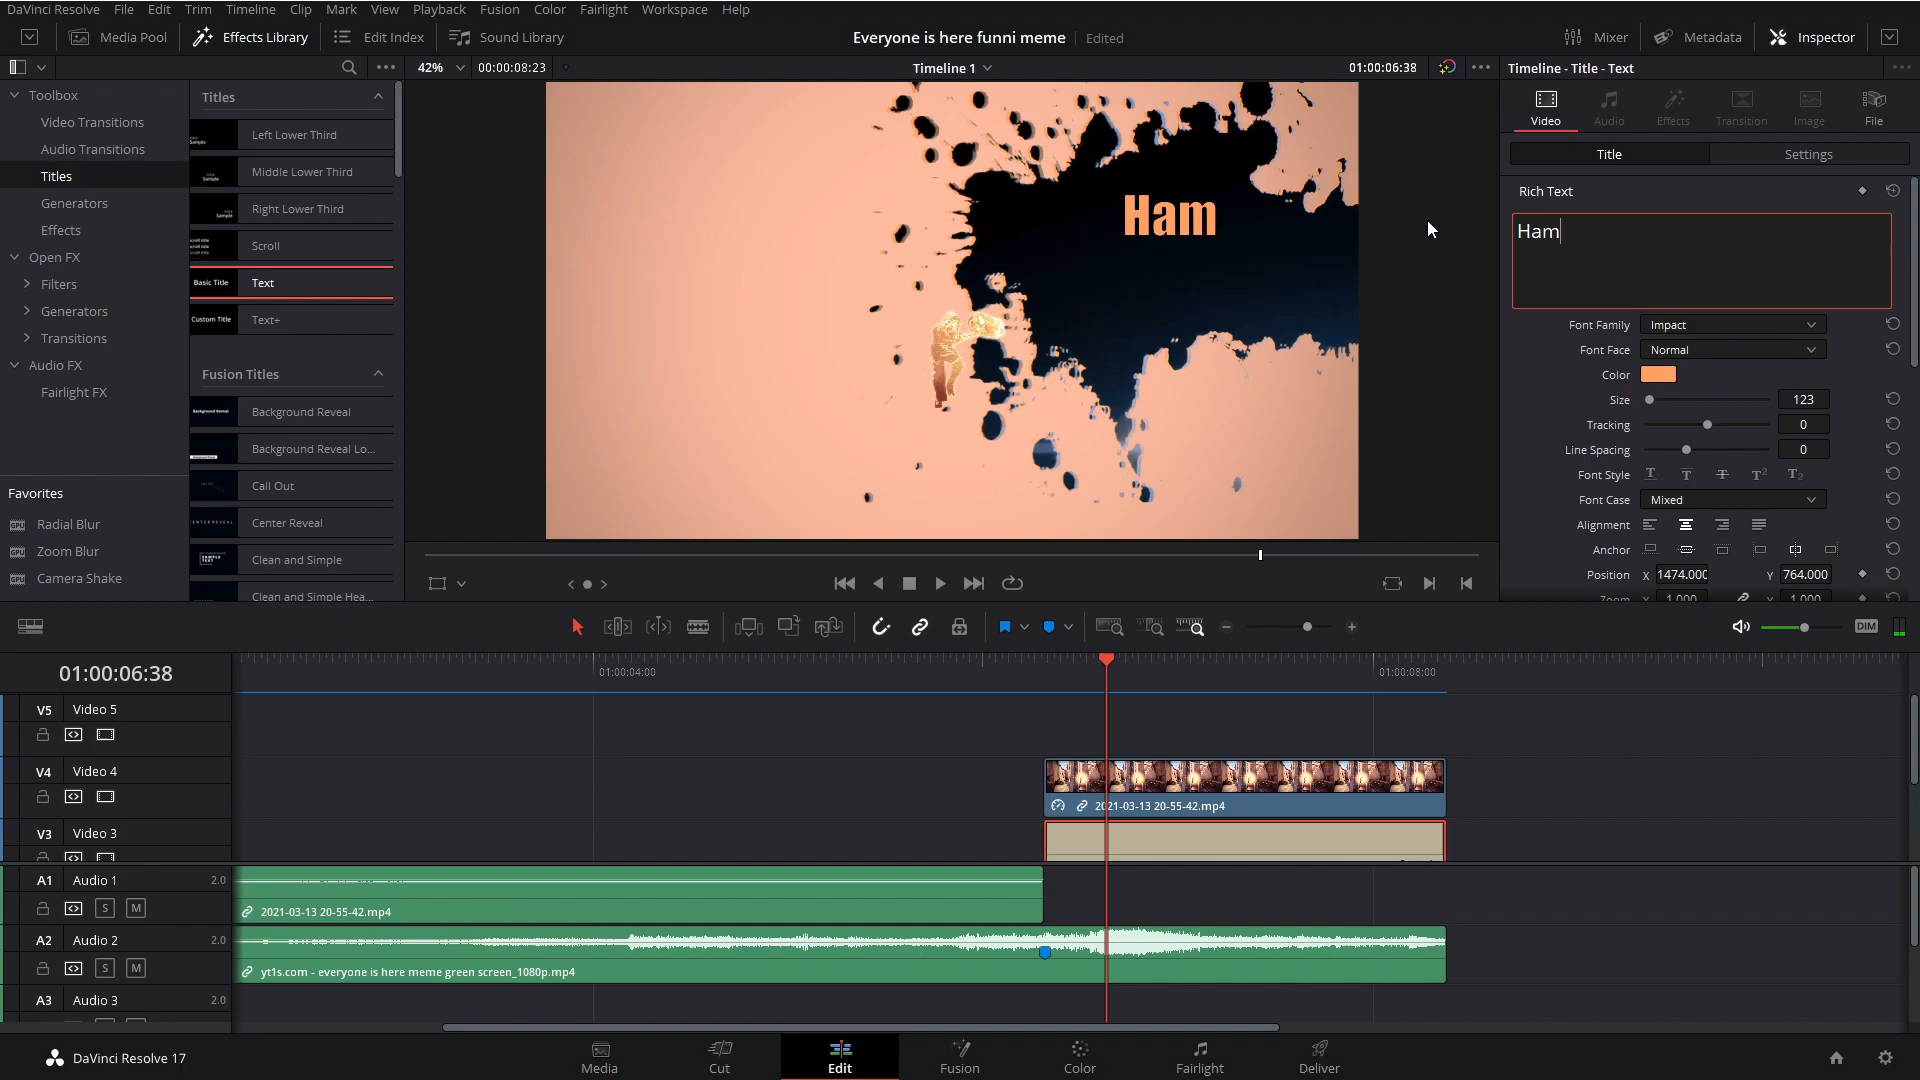 DaVinci Resolve File Edit Trim Timeline Clip Mark View Playback Fusion Color Fairlight Workspace Help
Media Pool Effects Library Edit Index Sound Library Everyone is here funni meme Edited Mixer Metadata Inspector
42% 00:00:08:23 Timeline 1 01:00:06:38 Timeline - Title - Text
Toolbox
Video Transitions
Audio Transitions
Titles
Generators
Effects
Open FX
Filters
Generators
Transitions
Audio FX
Fairlight FX
Favorites
Radial Blur
Zoom Blur
Camera Shake
Titles
Left Lower Third
Middle Lower Third
Right Lower Third
Scroll
Basic Title Text
Custom Title Text+
Fusion Titles
Background Reveal
Background Reveal Lo...
Call Out
Center Reveal
Clean and Simple
Clean and Simple Hea...
Ham
Video Audio Effects Transition Image File
Title Settings
Rich Text
Ham
Font Family Impact
Font Face Normal
Color
Size 123
Tracking 0
Line Spacing 0
Font Style
Font Case Mixed
Alignment
Anchor
Position X 1474.000 Y 764.000
Zoom X 1.000 Y 1.000
DIM
01:00:06:38 01:00:04:00 01:00:08:00
V5 Video 5
V4 Video 4
2021-03-13 20-55-42.mp4
V3 Video 3
A1 Audio 1 2.0
S M
2021-03-13 20-55-42.mp4
A2 Audio 2 2.0
S M
yt1s.com - everyone is here meme green screen_1080p.mp4
A3 Audio 3 2.0
DaVinci Resolve 17 Media Cut Edit Fusion Color Fairlight Deliver